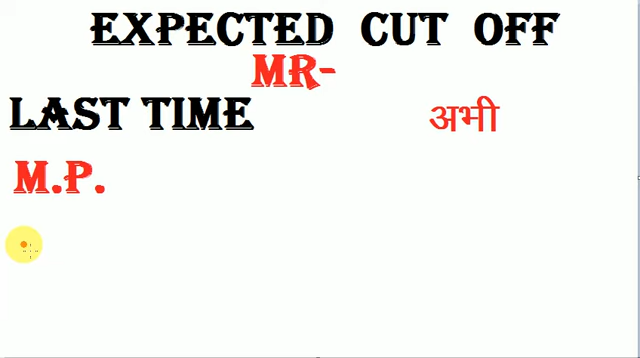 EXPECTED CUT OFF
MR-
LAST TIME अभी
M.P.